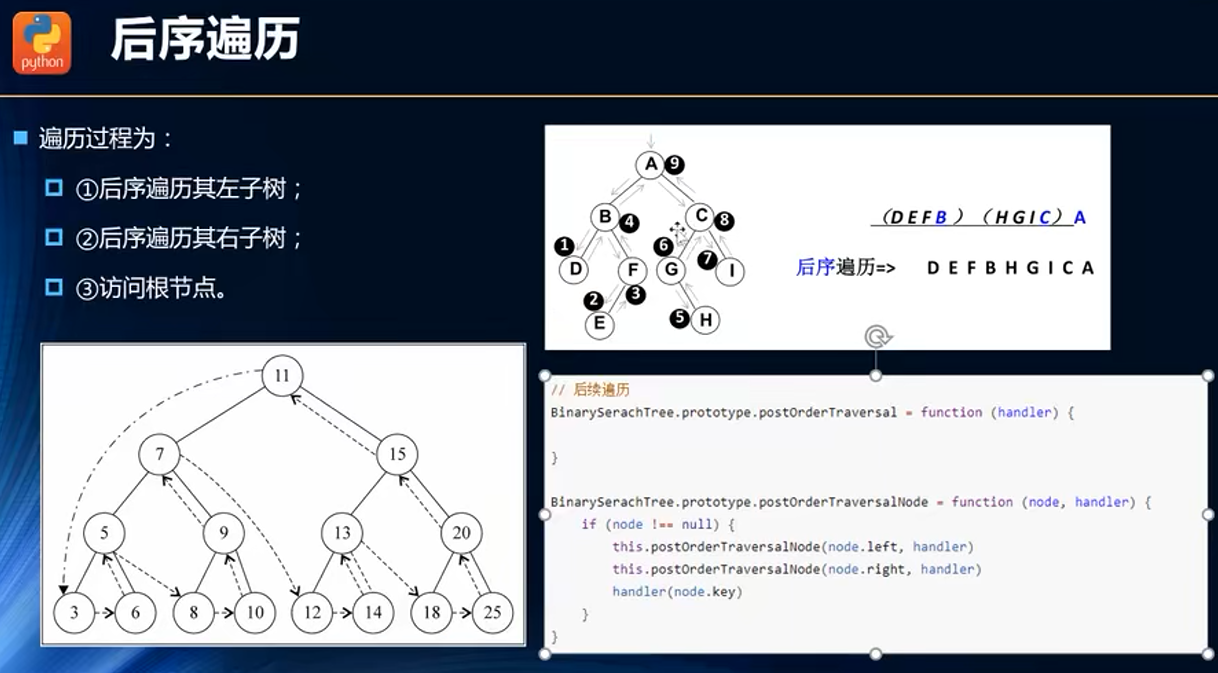 python
后序遍历
遍历过程为：
①后序遍历其左子树；
②后序遍历其右子树；
③访问根节点。
A 9
B 4 C 8
1 D F 6 G 7 I
2 3
E 5 H
（DEFB）（HGIC）A
后序遍历=> D E F B H G I C A
11
7 15
5 9 13 20
3 6 8 10 12 14 18 25
// 后续遍历
BinarySerachTree.prototype.postOrderTraversal = function (handler) {
}
BinarySerachTree.prototype.postOrderTraversalNode = function (node, handler) {
if (node !== null) {
this.postOrderTraversalNode(node.left, handler)
this.postOrderTraversalNode(node.right, handler)
handler(node.key)
}
}